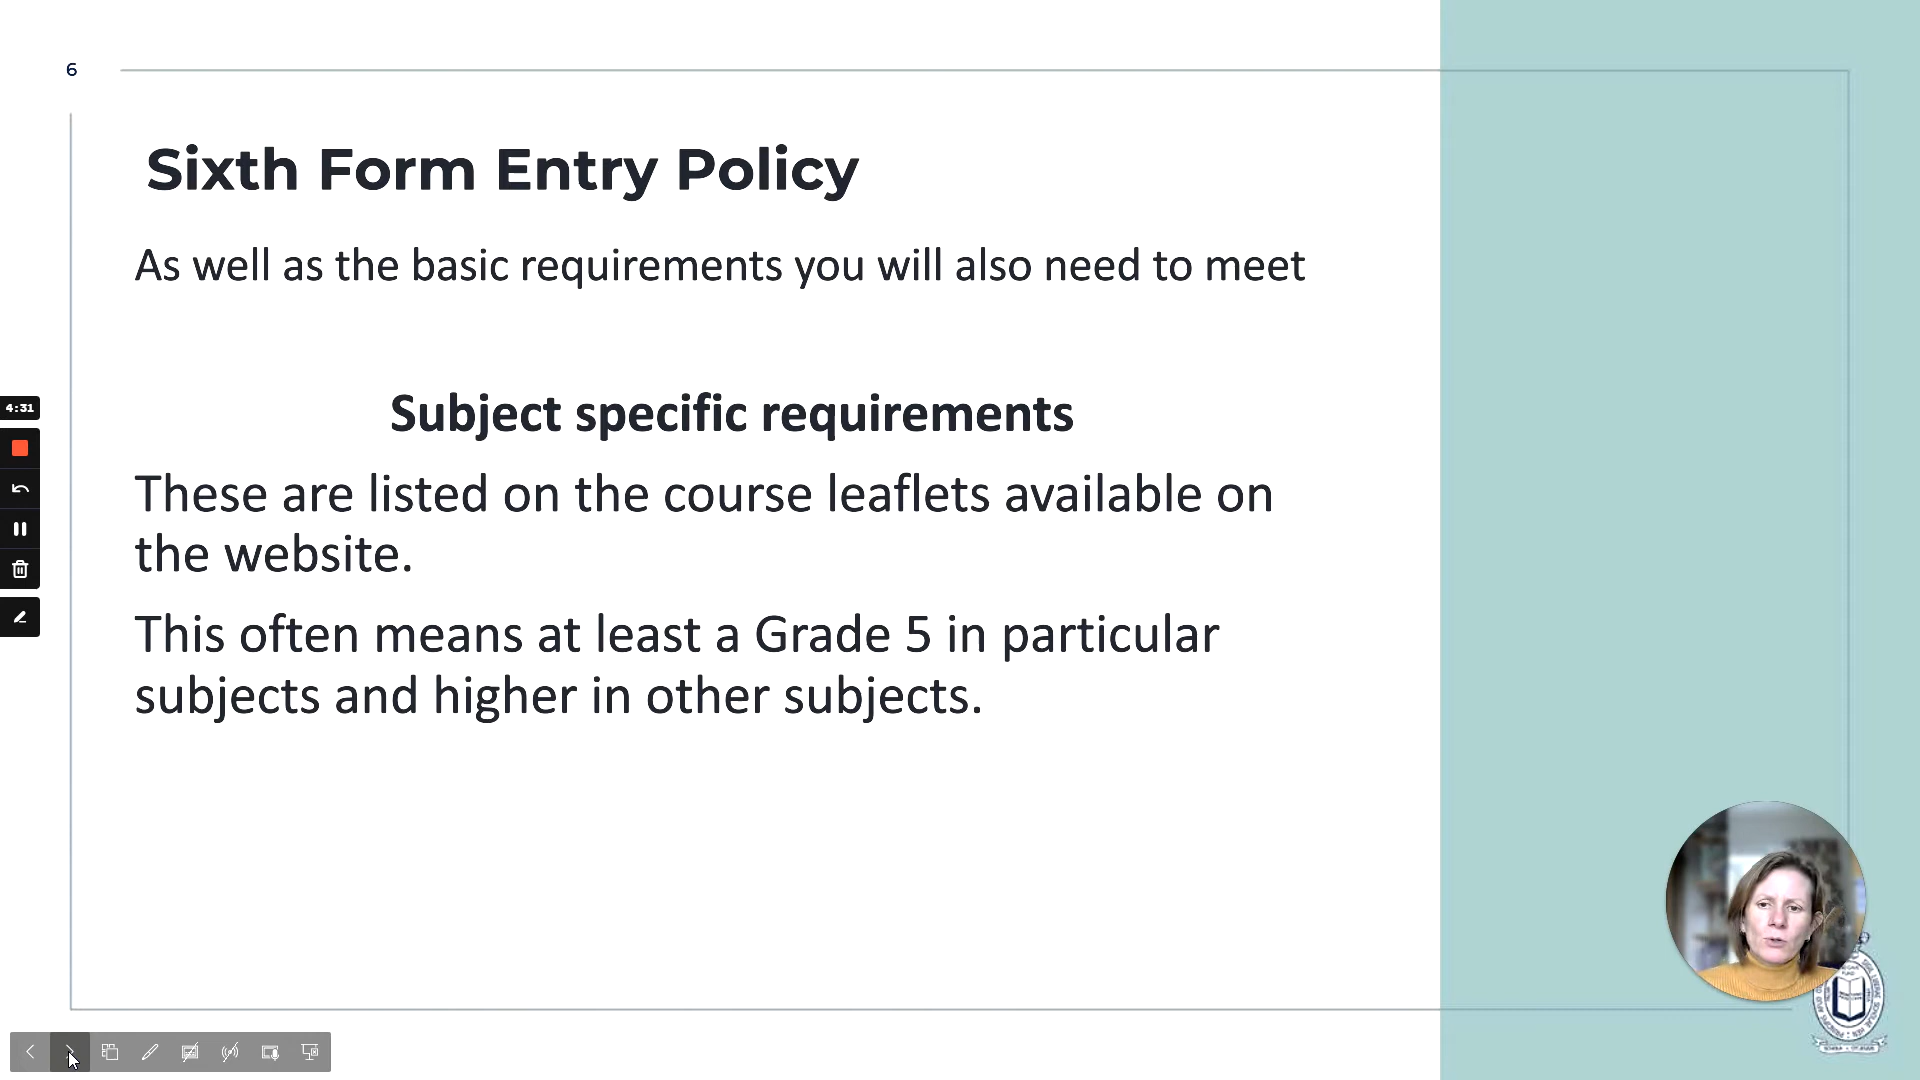 6
Sixth Form Entry Policy
As well as the basic requirements you will also need to meet
Subject specific requirements
These are listed on the course leaflets available on
the website.
This often means at least a Grade 5 in particular
subjects and higher in other subjects.
4:31